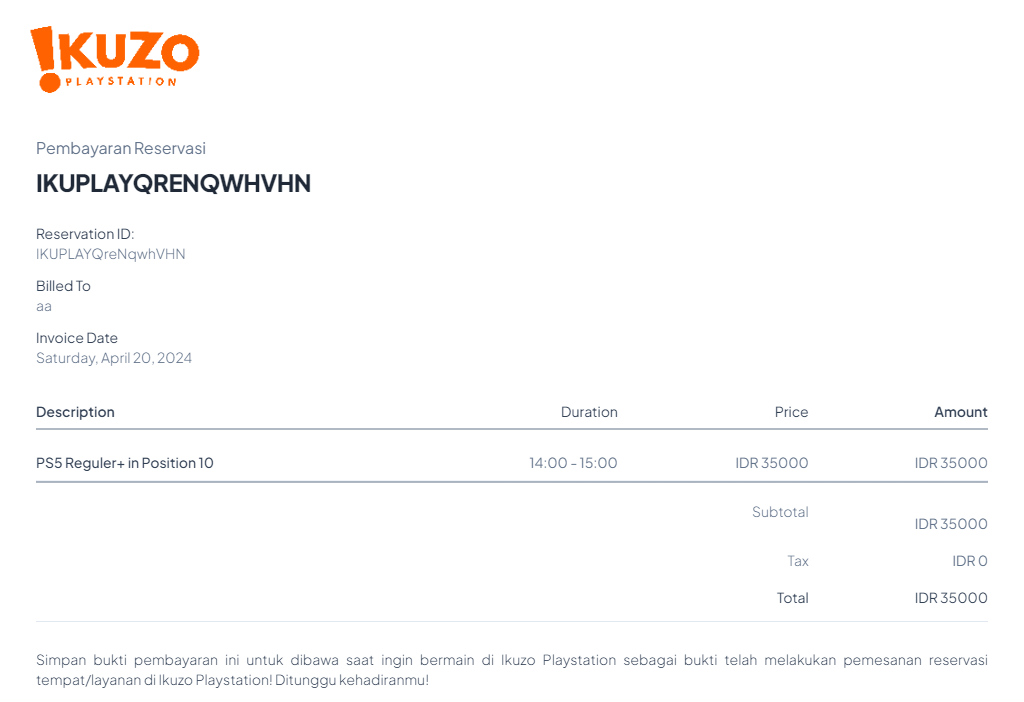 IKUZO
PLAYSTATION
Pembayaran Reservasi
IKUPLAYQRENQWHVHN
Reservation ID:
IKUPLAYQreNqwhVHN
Billed To
aa
Invoice Date
Saturday, April 20, 2024
Description Duration Price Amount
PS5 Reguler+ in Position 10 14:00 - 15:00 IDR 35000 IDR 35000
Subtotal IDR 35000
Tax IDR 0
Total IDR 35000
Simpan bukti pembayaran ini untuk dibawa saat ingin bermain di Ikuzo Playstation sebagai bukti telah melakukan pemesanan reservasi
tempat/layanan di Ikuzo Playstation! Ditunggu kehadiranmu!